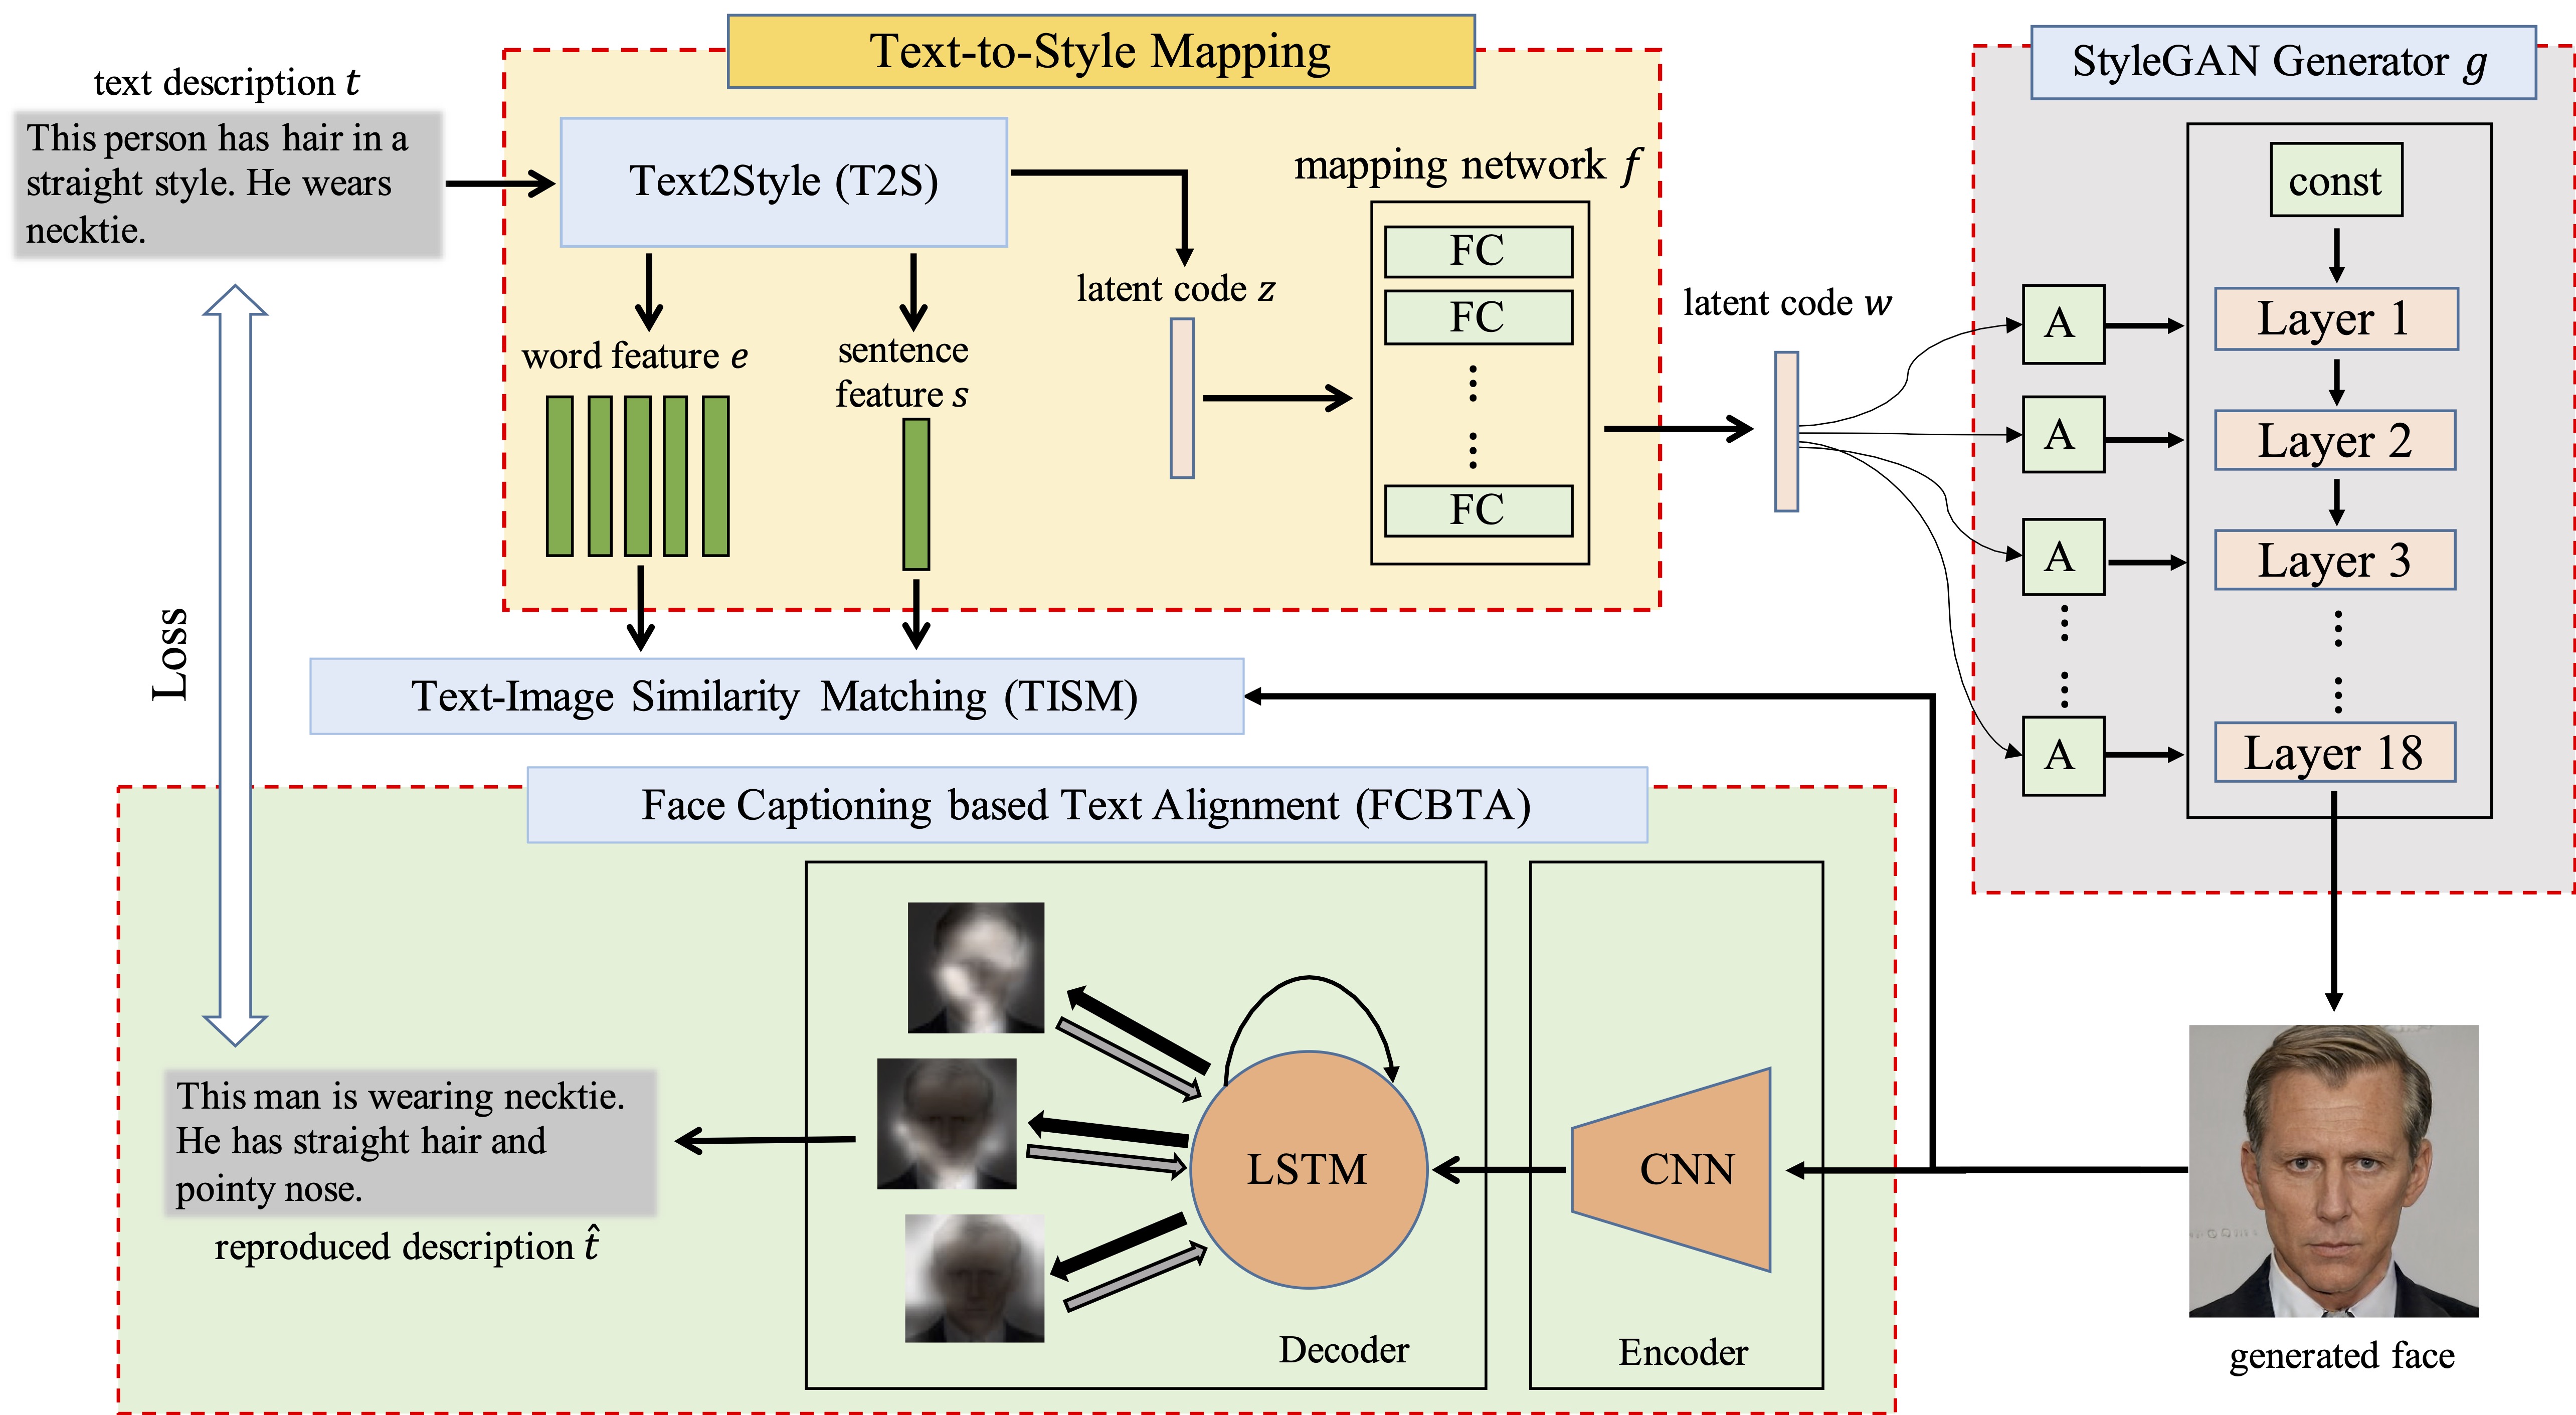 Text-to-Style Mapping
StyleGAN Generator g
text description t
This person has hair in a
straight style. He wears
necktie.
Text2Style (T2S)
mapping network f
FC
FC
FC
const
latent code z
latent code w
word feature e
sentence
feature s
A
A
A
A
Layer 1
Layer 2
Layer 3
Layer 18
Loss
Text-Image Similarity Matching (TISM)
Face Captioning based Text Alignment (FCBTA)
This man is wearing necktie.
He has straight hair and
pointy nose.
reproduced description t̂
LSTM
CNN
Decoder
Encoder
generated face